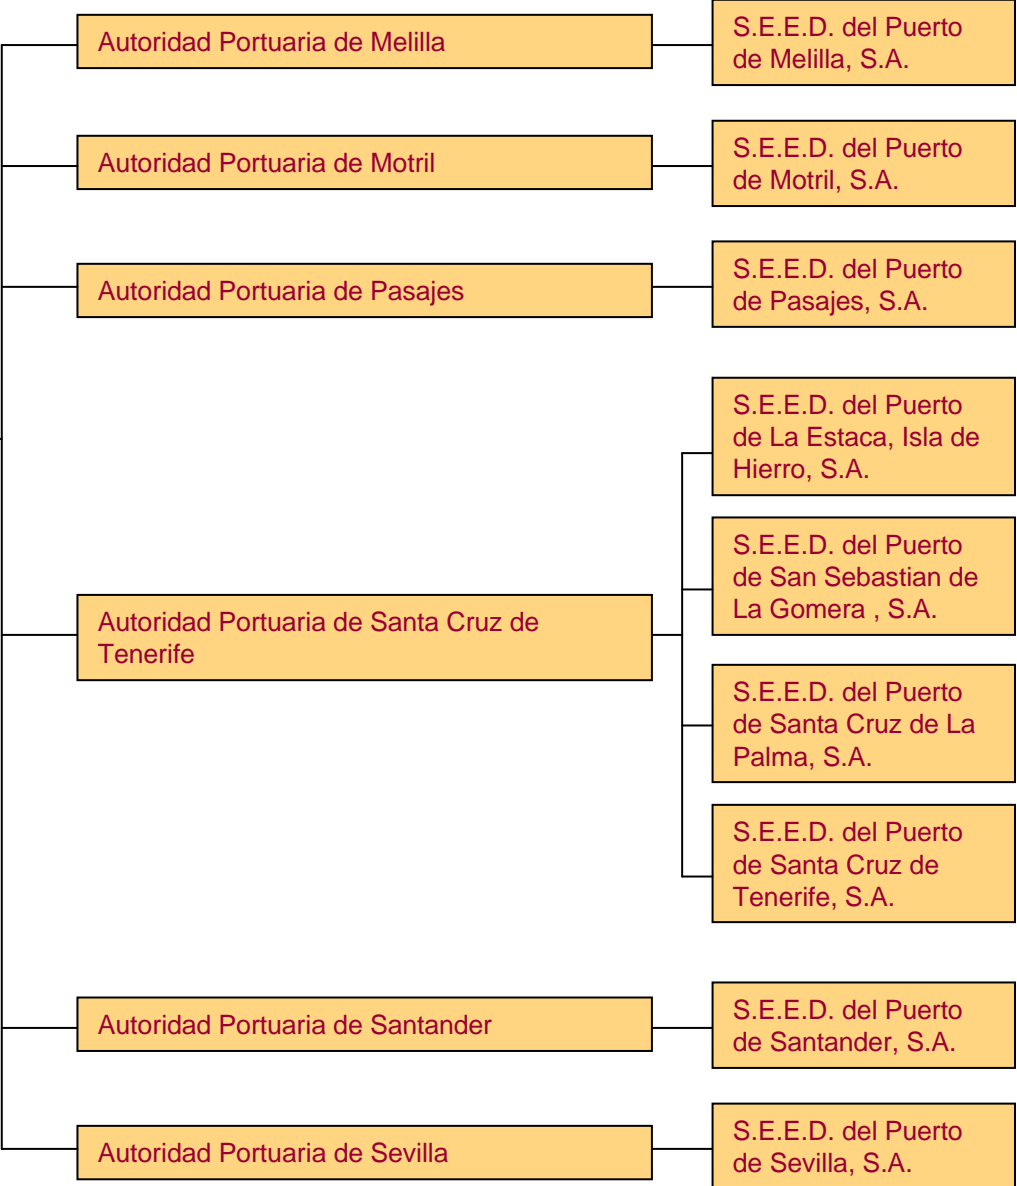 Autoridad Portuaria de Melilla
S.E.E.D. del Puerto
de Melilla, S.A.
Autoridad Portuaria de Motril
S.E.E.D. del Puerto
de Motril, S.A.
Autoridad Portuaria de Pasajes
S.E.E.D. del Puerto
de Pasajes, S.A.
Autoridad Portuaria de Santa Cruz de
Tenerife
S.E.E.D. del Puerto
de La Estaca, Isla de
Hierro, S.A.
S.E.E.D. del Puerto
de San Sebastian de
La Gomera , S.A.
S.E.E.D. del Puerto
de Santa Cruz de La
Palma, S.A.
S.E.E.D. del Puerto
de Santa Cruz de
Tenerife, S.A.
Autoridad Portuaria de Santander
S.E.E.D. del Puerto
de Santander, S.A.
Autoridad Portuaria de Sevilla
S.E.E.D. del Puerto
de Sevilla, S.A.